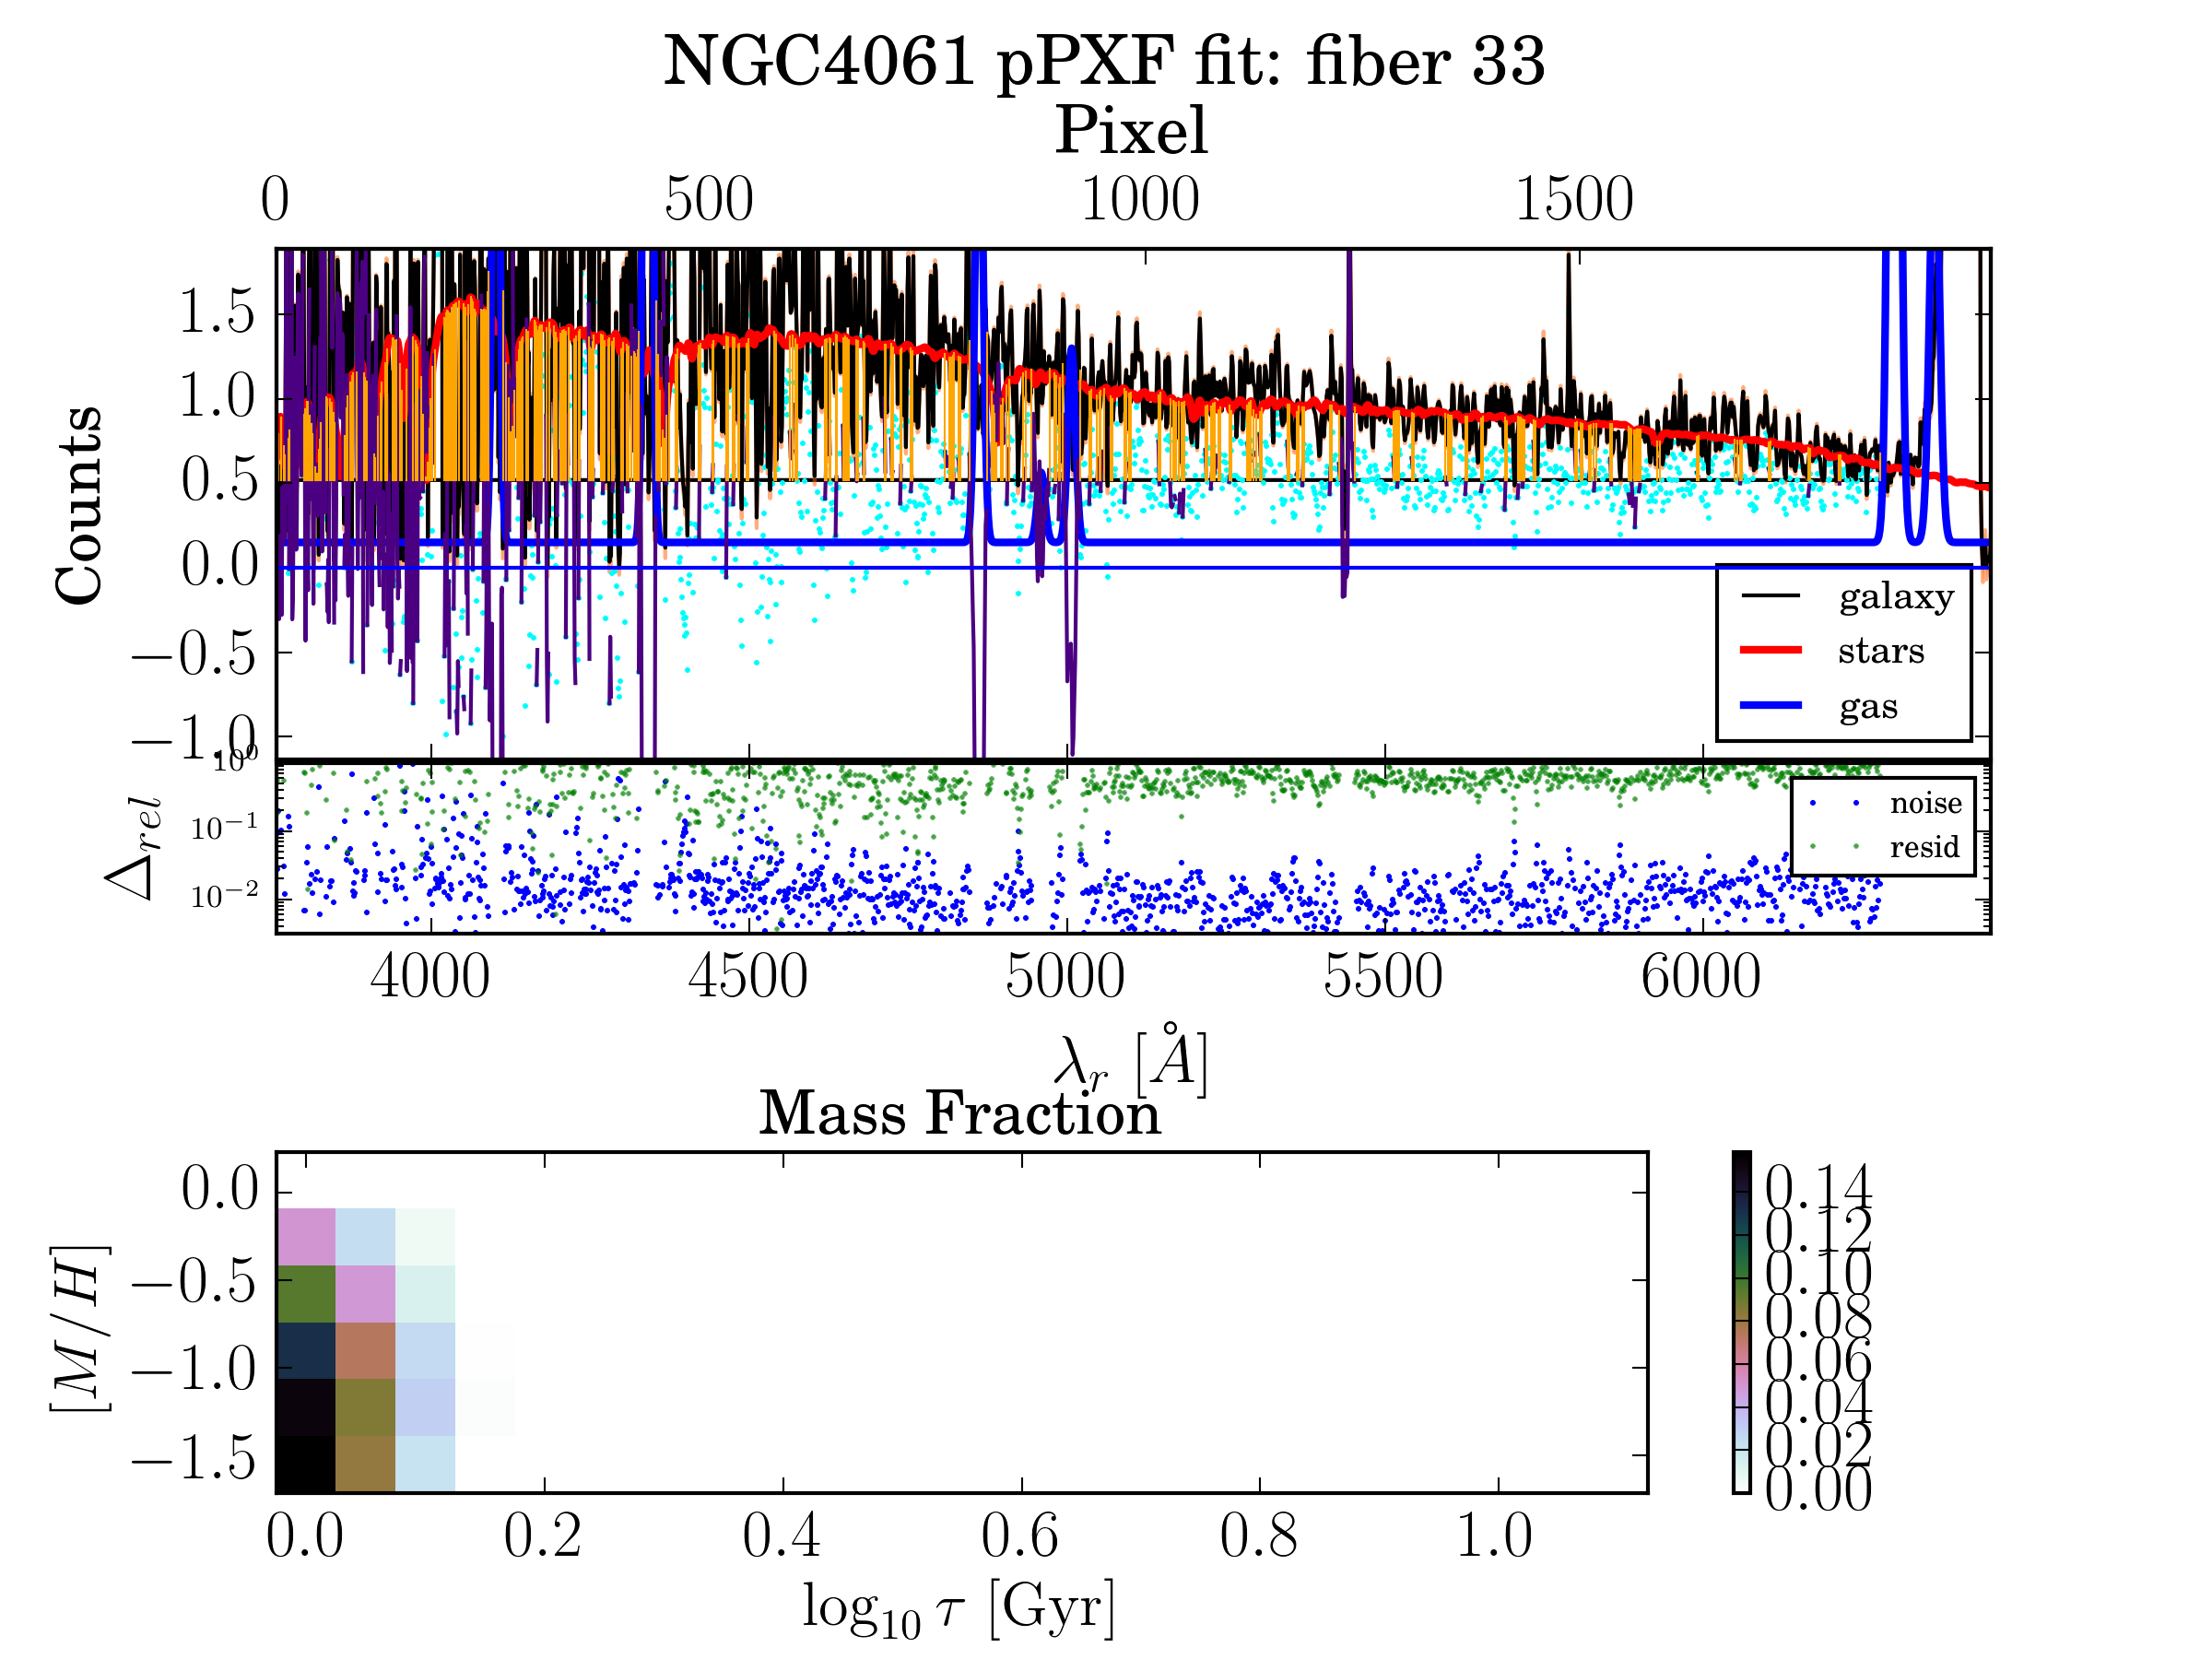 NGC4061 pPXF fit: fiber 33
Pixel
0 500 1000 1500
Counts
1.5
1.0
0.5
0.0
−0.5
−1.0
galaxy
stars
gas
Δrel
10⁰
10⁻¹
10⁻²
noise
resid
4000 4500 5000 5500 6000
λr [Å]
Mass Fraction
[M/H]
0.0
−0.5
−1.0
−1.5
0.0 0.2 0.4 0.6 0.8 1.0
log₁₀ τ [Gyr]
0.14
0.12
0.10
0.08
0.06
0.04
0.02
0.00